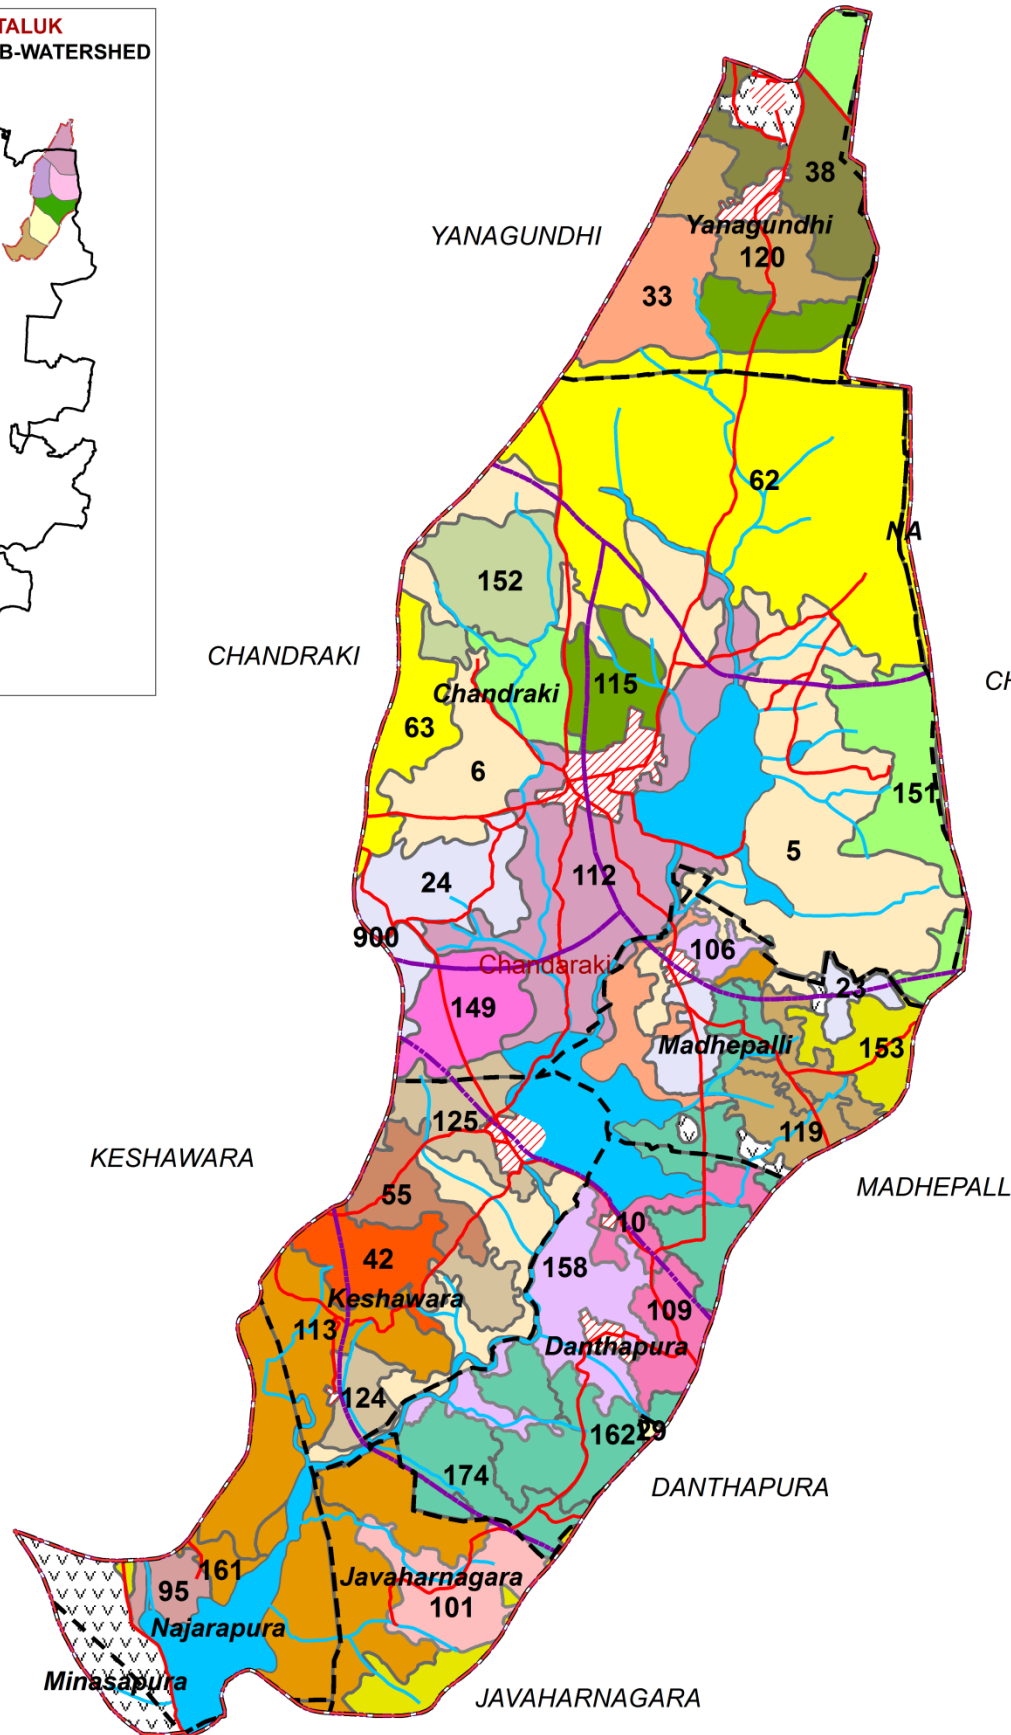 TALUK
B-WATERSHED
38
YANAGUNDHI
Yanagundhi
120
33
62
NA
152
CHANDRAKI
CH
Chandraki
115
63
6
151
5
24
112
900
106
Chandaraki
23
149
Madhepalli
153
125
119
KESHAWARA
MADHEPALL
55
10
42
158
Keshawara
109
113
Danthapura
124
162
29
174
DANTHAPURA
161
Javaharnagara
95
101
Najarapura
Minasapura
JAVAHARNAGARA